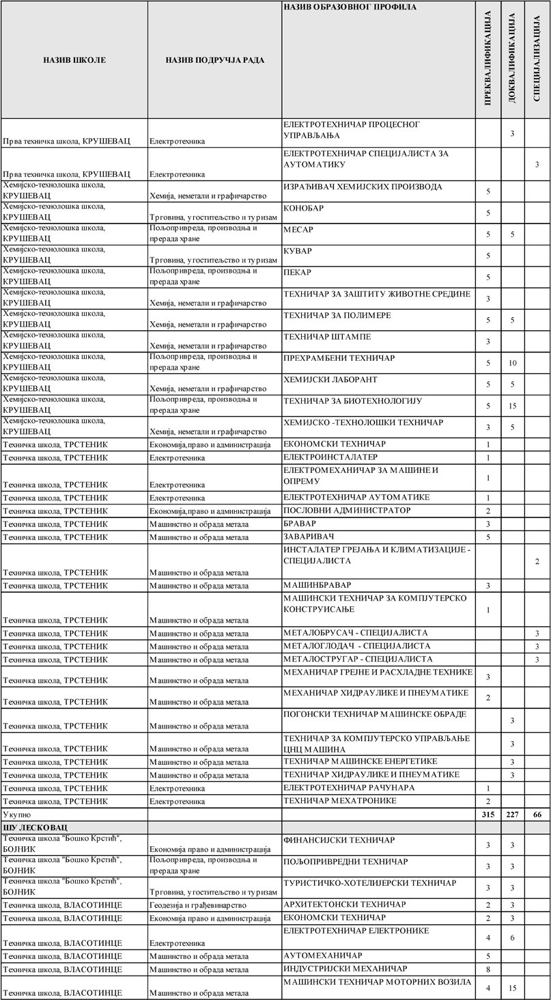 НАЗИВ ШКОЛЕ НАЗИВ ПОДРУЧЈА РАДА НАЗИВ ОБРАЗОВНОГ ПРОФИЛА ПРЕКВАЛИФИКАЦИЈА ДОКВАЛИФИКАЦИЈА СПЕЦИЈАЛИЗАЦИЈА
ЕЛЕКТРОТЕХНИЧАР ПРОЦЕСНОГ
Прва техничка школа, КРУШЕВАЦ Електротехника УПРАВЉАЊА 3
ЕЛЕКТРОТЕХНИЧАР СПЕЦИЈАЛИСТА ЗА
Прва техничка школа, КРУШЕВАЦ Електротехника АУТОМАТИКУ 3
Хемијско-технолошка школа, ИЗРАЂИВАЧ ХЕМИЈСКИХ ПРОИЗВОДА
КРУШЕВАЦ Хемија, неметали и графичарство 5
Хемијско-технолошка школа, КОНОБАР
КРУШЕВАЦ Трговина, угоститељство и туризам 5
Хемијско-технолошка школа, Пољопривреда, производња и МЕСАР
КРУШЕВАЦ прерада хране 5 5
Хемијско-технолошка школа, КУВАР
КРУШЕВАЦ Трговина, угоститељство и туризам 5
Хемијско-технолошка школа, Пољопривреда, производња и ПЕКАР
КРУШЕВАЦ прерада хране 5
Хемијско-технолошка школа, ТЕХНИЧАР ЗА ЗАШТИТУ ЖИВОТНЕ СРЕДИНЕ
КРУШЕВАЦ Хемија, неметали и графичарство 3
Хемијско-технолошка школа, ТЕХНИЧАР ЗА ПОЛИМЕРЕ
КРУШЕВАЦ Хемија, неметали и графичарство 5 5
Хемијско-технолошка школа, ТЕХНИЧАР ШТАМПЕ
КРУШЕВАЦ Хемија, неметали и графичарство 3
Хемијско-технолошка школа, Пољопривреда, производња и ПРЕХРАМБЕНИ ТЕХНИЧАР
КРУШЕВАЦ прерада хране 5 10
Хемијско-технолошка школа, ХЕМИЈСКИ ЛАБОРАНТ
КРУШЕВАЦ Хемија, неметали и графичарство 5 5
Хемијско-технолошка школа, Пољопривреда, производња и ТЕХНИЧАР ЗА БИОТЕХНОЛОГИЈУ
КРУШЕВАЦ прерада хране 5 15
Хемијско-технолошка школа, ХЕМИЈСКО -ТЕХНОЛОШКИ ТЕХНИЧАР
КРУШЕВАЦ Хемија, неметали и графичарство 3 5
Техничка школа, ТРСТЕНИК Економија,право и администрација ЕКОНОМСКИ ТЕХНИЧАР 1
Техничка школа, ТРСТЕНИК Електротехника ЕЛЕКТРОИНСТАЛАТЕР 1
ЕЛЕКТРОМЕХАНИЧАР ЗА МАШИНЕ И
Техничка школа, ТРСТЕНИК Електротехника ОПРЕМУ 1
Техничка школа, ТРСТЕНИК Електротехника ЕЛЕКТРОТЕХНИЧАР АУТОМАТИКЕ 1
Техничка школа, ТРСТЕНИК Економија,право и администрација ПОСЛОВНИ АДМИНИСТРАТОР 2
Техничка школа, ТРСТЕНИК Машинство и обрада метала БРАВАР 3
Техничка школа, ТРСТЕНИК Машинство и обрада метала ЗАВАРИВАЧ 5
ИНСТАЛАТЕР ГРЕЈАЊА И КЛИМАТИЗАЦИЈЕ -
Техничка школа, ТРСТЕНИК Машинство и обрада метала СПЕЦИЈАЛИСТА 2
Техничка школа, ТРСТЕНИК Машинство и обрада метала МАШИНБРАВАР 3
МАШИНСКИ ТЕХНИЧАР ЗА КОМПЈУТЕРСКО
Техничка школа, ТРСТЕНИК Машинство и обрада метала КОНСТРУИСАЊЕ 1
Техничка школа, ТРСТЕНИК Машинство и обрада метала МЕТАЛОБРУСАЧ - СПЕЦИЈАЛИСТА 3
Техничка школа, ТРСТЕНИК Машинство и обрада метала МЕТАЛОГЛОДАЧ - СПЕЦИЈАЛИСТА 3
Техничка школа, ТРСТЕНИК Машинство и обрада метала МЕТАЛОСТРУГАР - СПЕЦИЈАЛИСТА 3
Техничка школа, ТРСТЕНИК Машинство и обрада метала МЕХАНИЧАР ГРЕЈНЕ И РАСХЛАДНЕ ТЕХНИКЕ 3
Техничка школа, ТРСТЕНИК Машинство и обрада метала МЕХАНИЧАР ХИДРАУЛИКЕ И ПНЕУМАТИКЕ 2
Техничка школа, ТРСТЕНИК Машинство и обрада метала ПОГОНСКИ ТЕХНИЧАР МАШИНСКЕ ОБРАДЕ 3
ТЕХНИЧАР ЗА КОМПЈУТЕРСКО УПРАВЉАЊЕ
Техничка школа, ТРСТЕНИК Машинство и обрада метала ЦНЦ МАШИНА 3
Техничка школа, ТРСТЕНИК Машинство и обрада метала ТЕХНИЧАР МАШИНСКЕ ЕНЕРГЕТИКЕ 3
Техничка школа, ТРСТЕНИК Машинство и обрада метала ТЕХНИЧАР ХИДРАУЛИКЕ И ПНЕУМАТИКЕ 3
Техничка школа, ТРСТЕНИК Електротехника ЕЛЕКТРОТЕХНИЧАР РАЧУНАРА 1
Техничка школа, ТРСТЕНИК Електротехника ТЕХНИЧАР МЕХАТРОНИКЕ 2
Укупно 315 227 66
ШУ ЛЕСКОВАЦ
Техничка школа "Бошко Крстић", ФИНАНСИЈСКИ ТЕХНИЧАР
БОЈНИК Економија право и администрација 3 3
Техничка школа "Бошко Крстић", Пољопривреда, производња и ПОЉОПРИВРЕДНИ ТЕХНИЧАР
БОЈНИК прерада хране 3 3
Техничка школа "Бошко Крстић", ТУРИСТИЧКО-ХОТЕЛИЈЕРСКИ ТЕХНИЧАР
БОЈНИК Трговина, угоститељство и туризам 3 3
Техничка школа, ВЛАСОТИНЦЕ Геодезија и грађевинарство АРХИТЕКТОНСКИ ТЕХНИЧАР 2 3
Техничка школа, ВЛАСОТИНЦЕ Економија право и администрација ЕКОНОМСКИ ТЕХНИЧАР 2 3
Техничка школа, ВЛАСОТИНЦЕ Електротехника ЕЛЕКТРОТЕХНИЧАР ЕЛЕКТРОНИКЕ 4 6
Техничка школа, ВЛАСОТИНЦЕ Машинство и обрада метала АУТОМЕХАНИЧАР 5
Техничка школа, ВЛАСОТИНЦЕ Машинство и обрада метала ИНДУСТРИЈСКИ МЕХАНИЧАР 8
Техничка школа, ВЛАСОТИНЦЕ Машинство и обрада метала МАШИНСКИ ТЕХНИЧАР МОТОРНИХ ВОЗИЛА 4 15